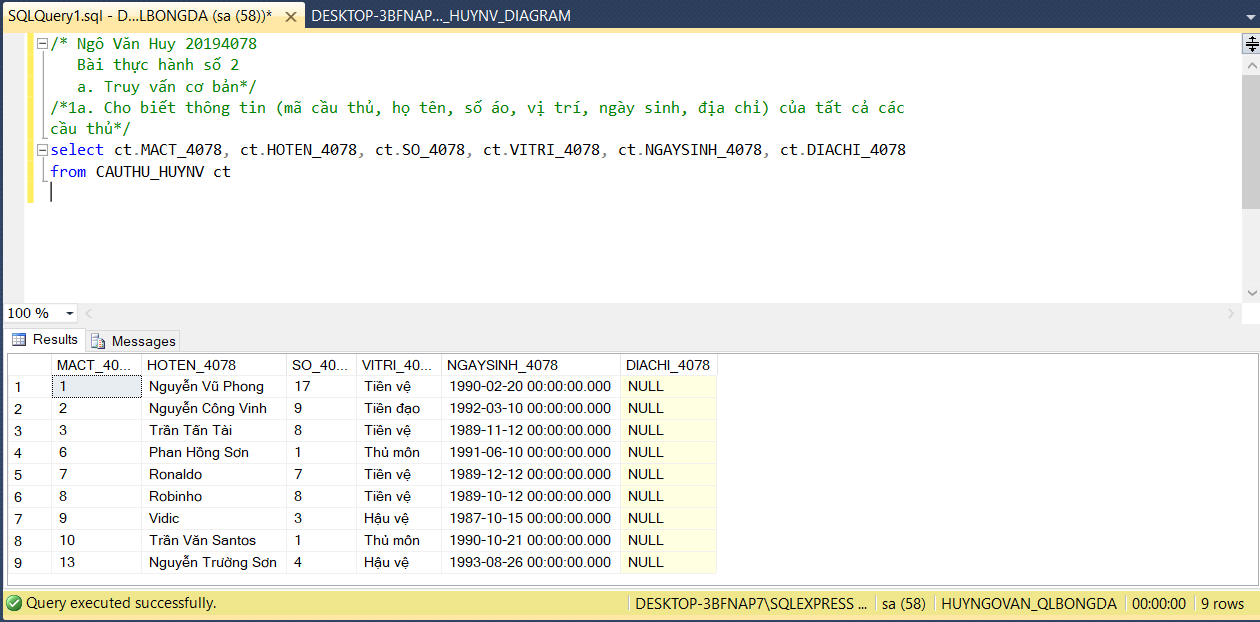 SQLQuery1.sql - D...LBONGDA (sa (58))* DESKTOP-3BFNAP..._HUYNV_DIAGRAM
/* Ngô Văn Huy 20194078
Bài thực hành số 2
a. Truy vấn cơ bản*/
/*1a. Cho biết thông tin (mã cầu thủ, họ tên, số áo, vị trí, ngày sinh, địa chỉ) của tất cả các
cầu thủ*/
select ct.MACT_4078, ct.HOTEN_4078, ct.SO_4078, ct.VITRI_4078, ct.NGAYSINH_4078, ct.DIACHI_4078
from CAUTHU_HUYNV ct
100 %
Results Messages
MACT_40... HOTEN_4078 SO_40... VITRI_40... NGAYSINH_4078 DIACHI_4078
1 1 Nguyễn Vũ Phong 17 Tiền vệ 1990-02-20 00:00:00.000 NULL
2 2 Nguyễn Công Vinh 9 Tiền đạo 1992-03-10 00:00:00.000 NULL
3 3 Trần Tấn Tài 8 Tiền vệ 1989-11-12 00:00:00.000 NULL
4 6 Phan Hồng Sơn 1 Thủ môn 1991-06-10 00:00:00.000 NULL
5 7 Ronaldo 7 Tiền vệ 1989-12-12 00:00:00.000 NULL
6 8 Robinho 8 Tiền vệ 1989-10-12 00:00:00.000 NULL
7 9 Vidic 3 Hậu vệ 1987-10-15 00:00:00.000 NULL
8 10 Trần Văn Santos 1 Thủ môn 1990-10-21 00:00:00.000 NULL
9 13 Nguyễn Trường Sơn 4 Hậu vệ 1993-08-26 00:00:00.000 NULL
Query executed successfully. DESKTOP-3BFNAP7\SQLEXPRESS ... sa (58) HUYNGOVAN_QLBONGDA 00:00:00 9 rows